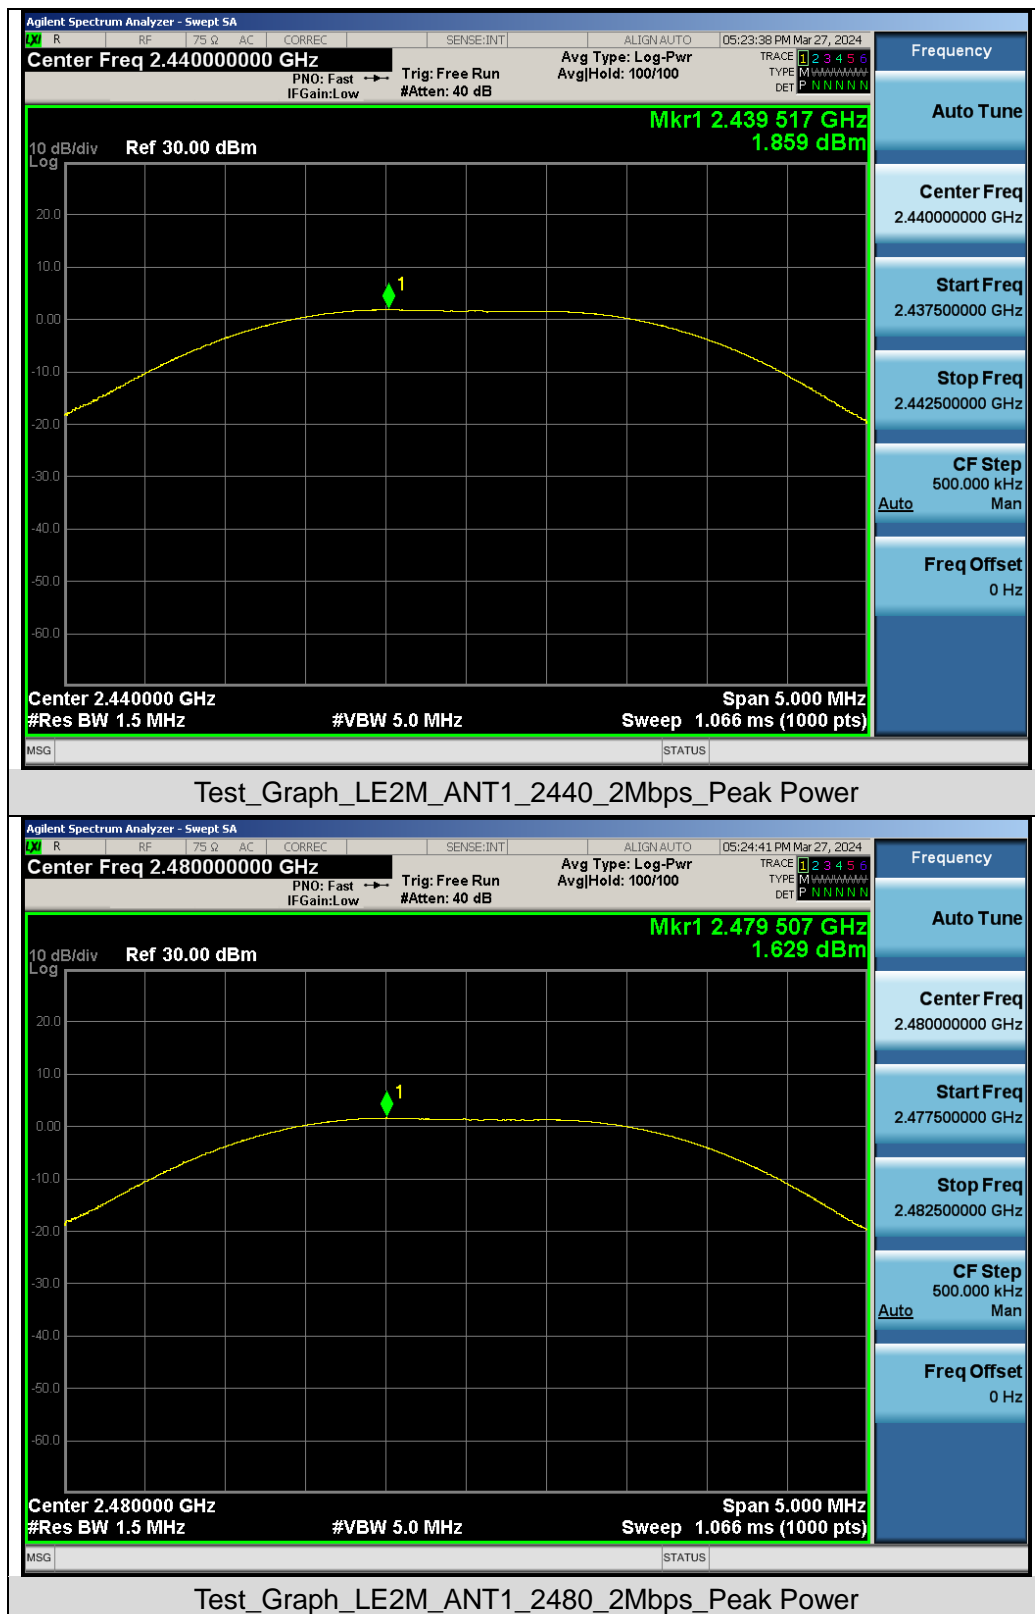 Agilent Spectrum Analyzer - Swept SA
LXI R RF 75 Ω AC CORREC SENSE:INT ALIGN AUTO 05:23:38 PM Mar 27, 2024
Center Freq 2.440000000 GHz
PNO: Fast
IFGain:Low
Trig: Free Run
#Atten: 40 dB
Avg Type: Log-Pwr
Avg|Hold: 100/100
TRACE 1 2 3 4 5 6
TYPE M
DET P N N N N N
Mkr1 2.439 517 GHz
1.859 dBm
10 dB/div Ref 30.00 dBm
Log
20.0
10.0
1
0.00
-10.0
-20.0
-30.0
-40.0
-50.0
-60.0
Center 2.440000 GHz Span 5.000 MHz
#Res BW 1.5 MHz #VBW 5.0 MHz Sweep 1.066 ms (1000 pts)
MSG STATUS
Frequency
Auto Tune
Center Freq
2.440000000 GHz
Start Freq
2.437500000 GHz
Stop Freq
2.442500000 GHz
CF Step
500.000 kHz
Auto Man
Freq Offset
0 Hz
Test_Graph_LE2M_ANT1_2440_2Mbps_Peak Power
Agilent Spectrum Analyzer - Swept SA
LXI R RF 75 Ω AC CORREC SENSE:INT ALIGN AUTO 05:24:41 PM Mar 27, 2024
Center Freq 2.480000000 GHz
PNO: Fast
IFGain:Low
Trig: Free Run
#Atten: 40 dB
Avg Type: Log-Pwr
Avg|Hold: 100/100
TRACE 1 2 3 4 5 6
TYPE M
DET P N N N N N
Mkr1 2.479 507 GHz
1.629 dBm
10 dB/div Ref 30.00 dBm
Log
20.0
10.0
1
0.00
-10.0
-20.0
-30.0
-40.0
-50.0
-60.0
Center 2.480000 GHz Span 5.000 MHz
#Res BW 1.5 MHz #VBW 5.0 MHz Sweep 1.066 ms (1000 pts)
MSG STATUS
Frequency
Auto Tune
Center Freq
2.480000000 GHz
Start Freq
2.477500000 GHz
Stop Freq
2.482500000 GHz
CF Step
500.000 kHz
Auto Man
Freq Offset
0 Hz
Test_Graph_LE2M_ANT1_2480_2Mbps_Peak Power